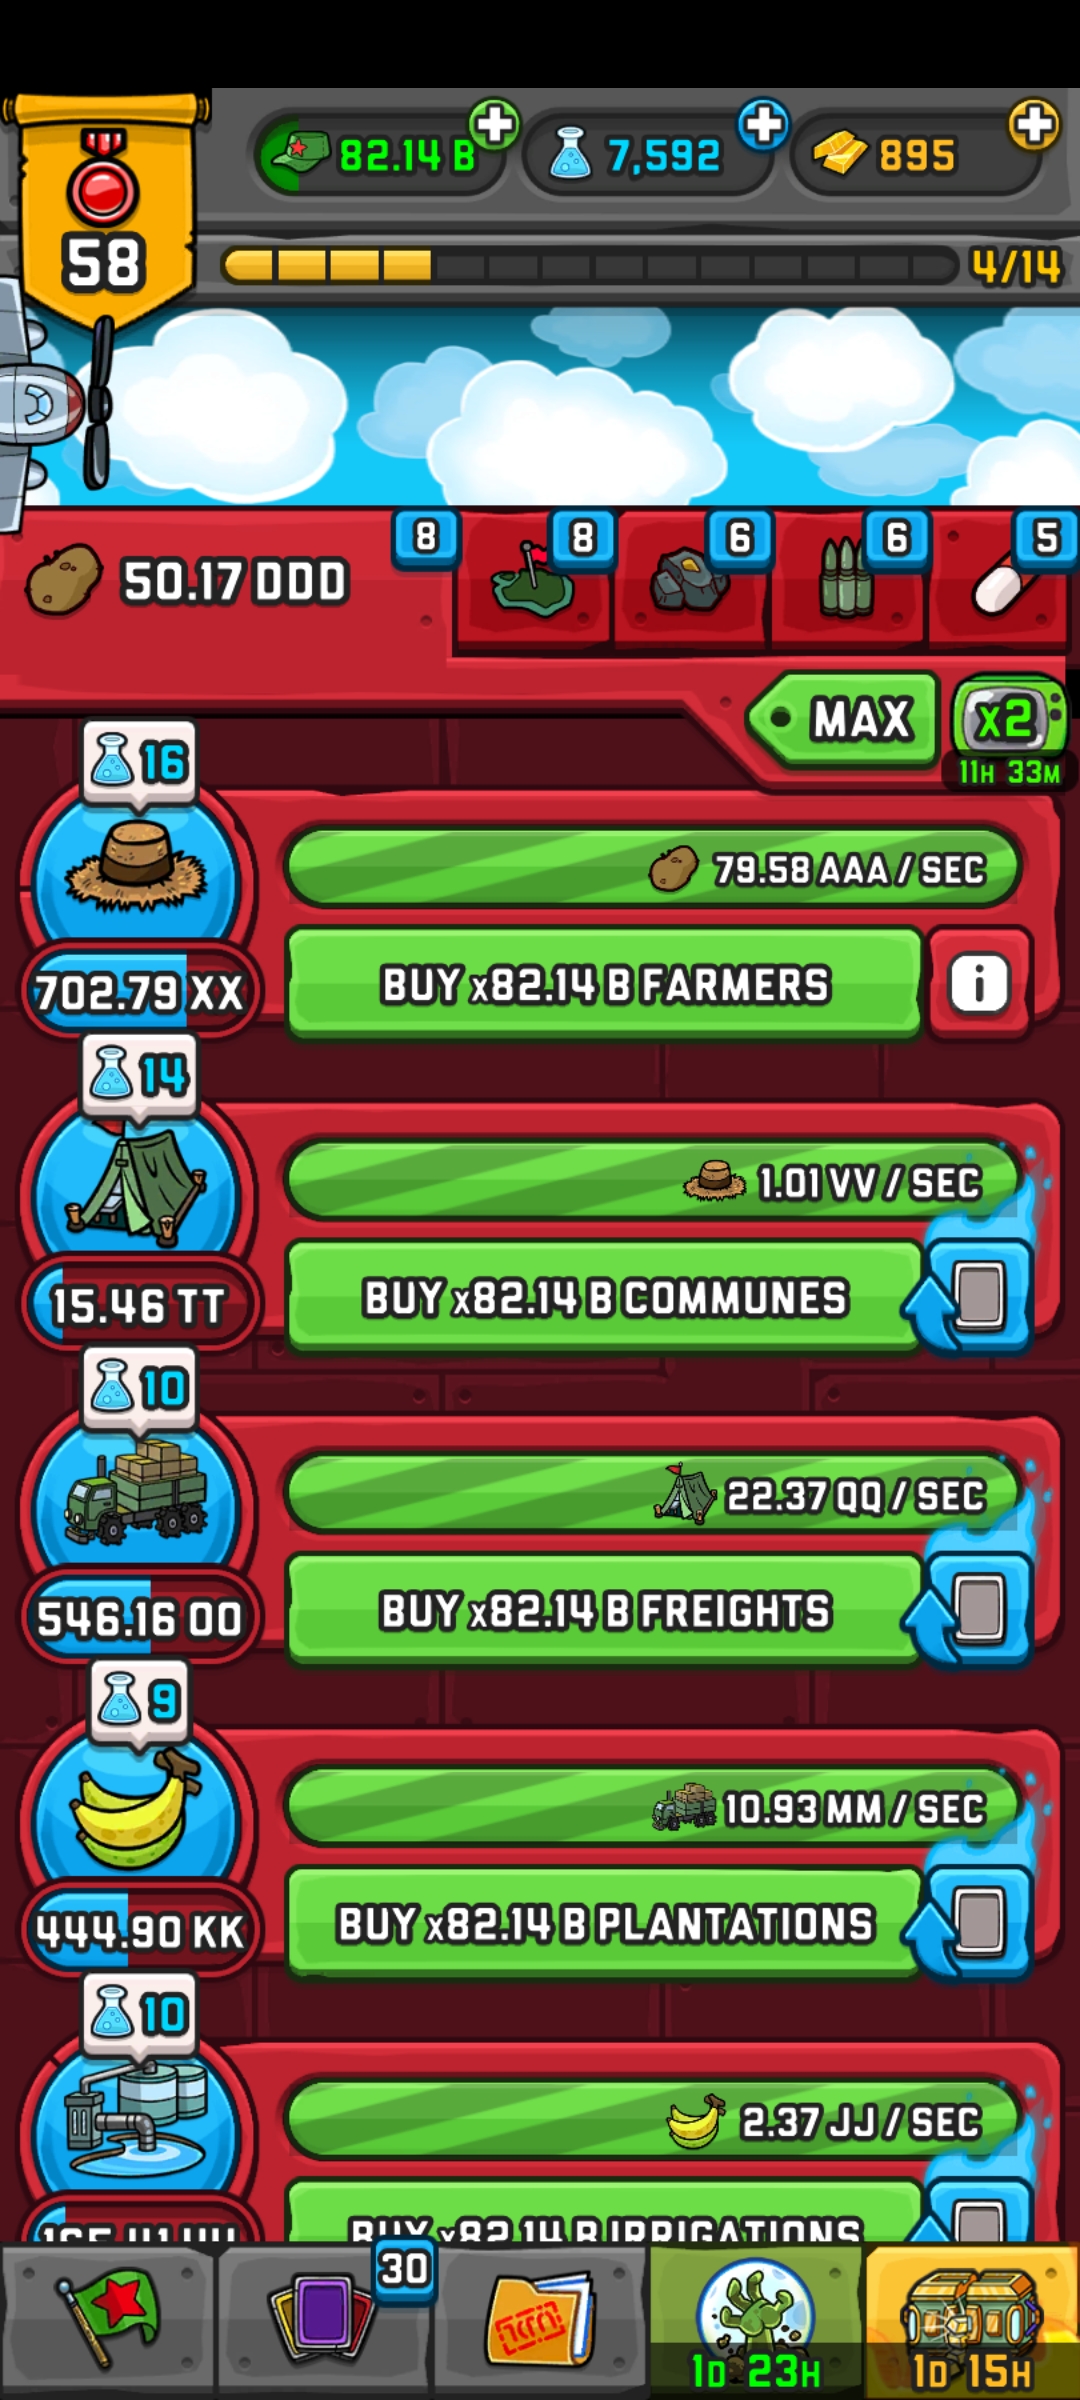 58
82.14 B
7,592
895
4/14
50.17 DDD
8
8
6
6
5
MAX
x2
11H 33M
16
79.58 AAA / SEC
702.79 XX
BUY x82.14 B FARMERS
i
14
1.01 VV / SEC
15.46 TT
BUY x82.14 B COMMUNES
10
22.37 QQ / SEC
546.16 OO
BUY x82.14 B FREIGHTS
9
10.93 MM / SEC
444.90 KK
BUY x82.14 B PLANTATIONS
10
2.37 JJ / SEC
BUY x82.14 B IRRIGATIONS
30
1D 23H
1D 15H